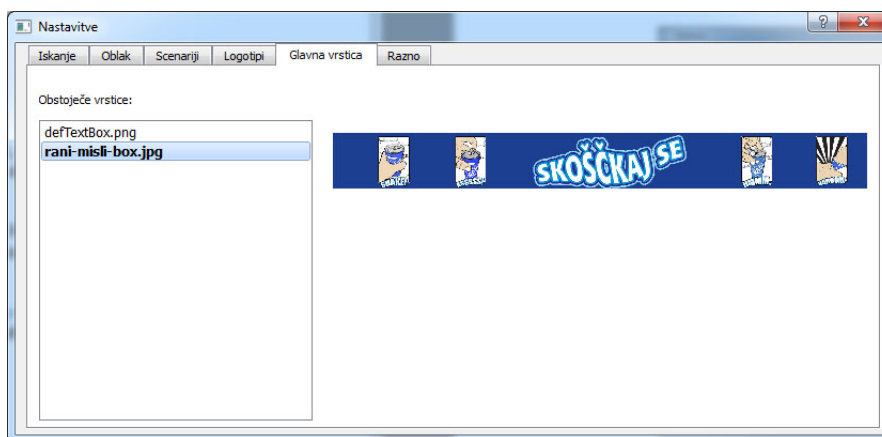 Nastavitve
Iskanje Oblak Scenariji Logotipi Glavna vrstica Razno
Obstoječe vrstice:
defTextBox.png
rani-misli-box.jpg
SKOŠČKAJ SE